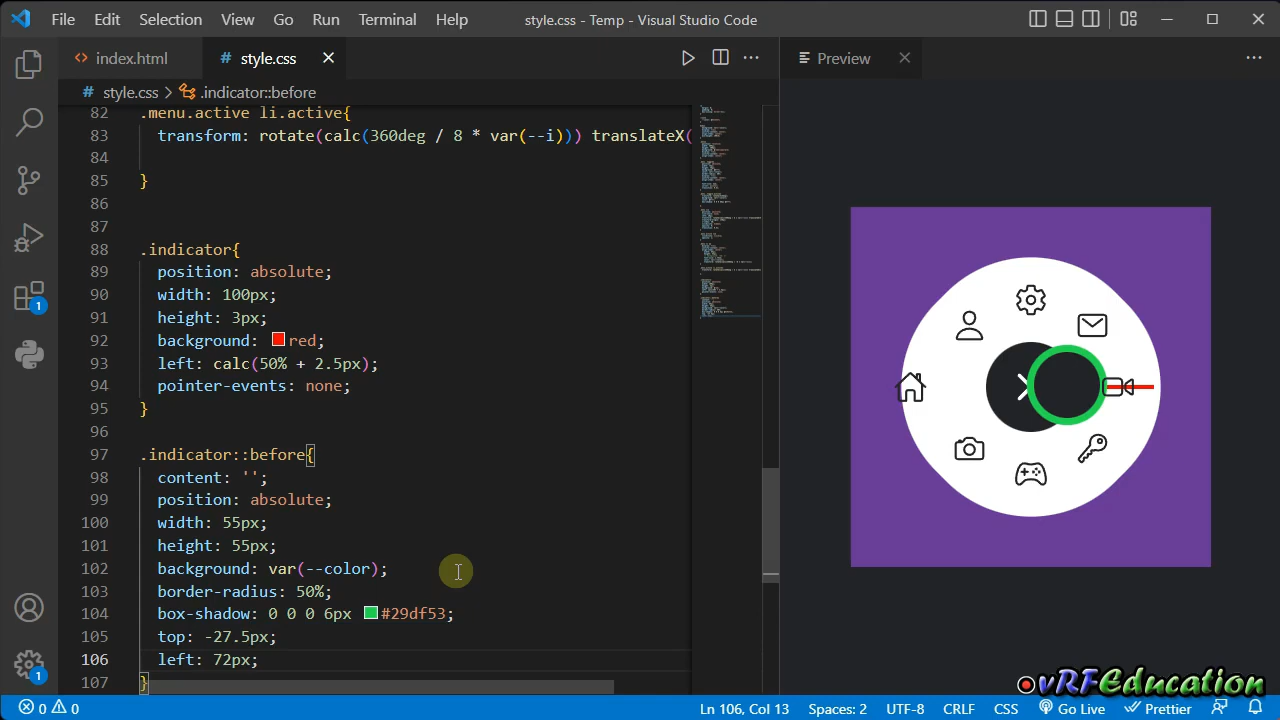 File Edit Selection View Go Run Terminal Help style.css - Temp - Visual Studio Code
index.html # style.css Preview
# style.css > .indicator::before
82 .menu.active li.active{
83 transform: rotate(calc(360deg / 8 * var(--i))) translateX(
84
85 }
86
87
88 .indicator{
89 position: absolute;
90 width: 100px;
91 height: 3px;
92 background: red;
93 left: calc(50% + 2.5px);
94 pointer-events: none;
95 }
96
97 .indicator::before{
98 content: '';
99 position: absolute;
100 width: 55px;
101 height: 55px;
102 background: var(--color);
103 border-radius: 50%;
104 box-shadow: 0 0 0 6px #29df53;
105 top: -27.5px;
106 left: 72px;
107 }
1
1
vRFEducation
0 0 Ln 106, Col 13 Spaces: 2 UTF-8 CRLF CSS Go Live Prettier